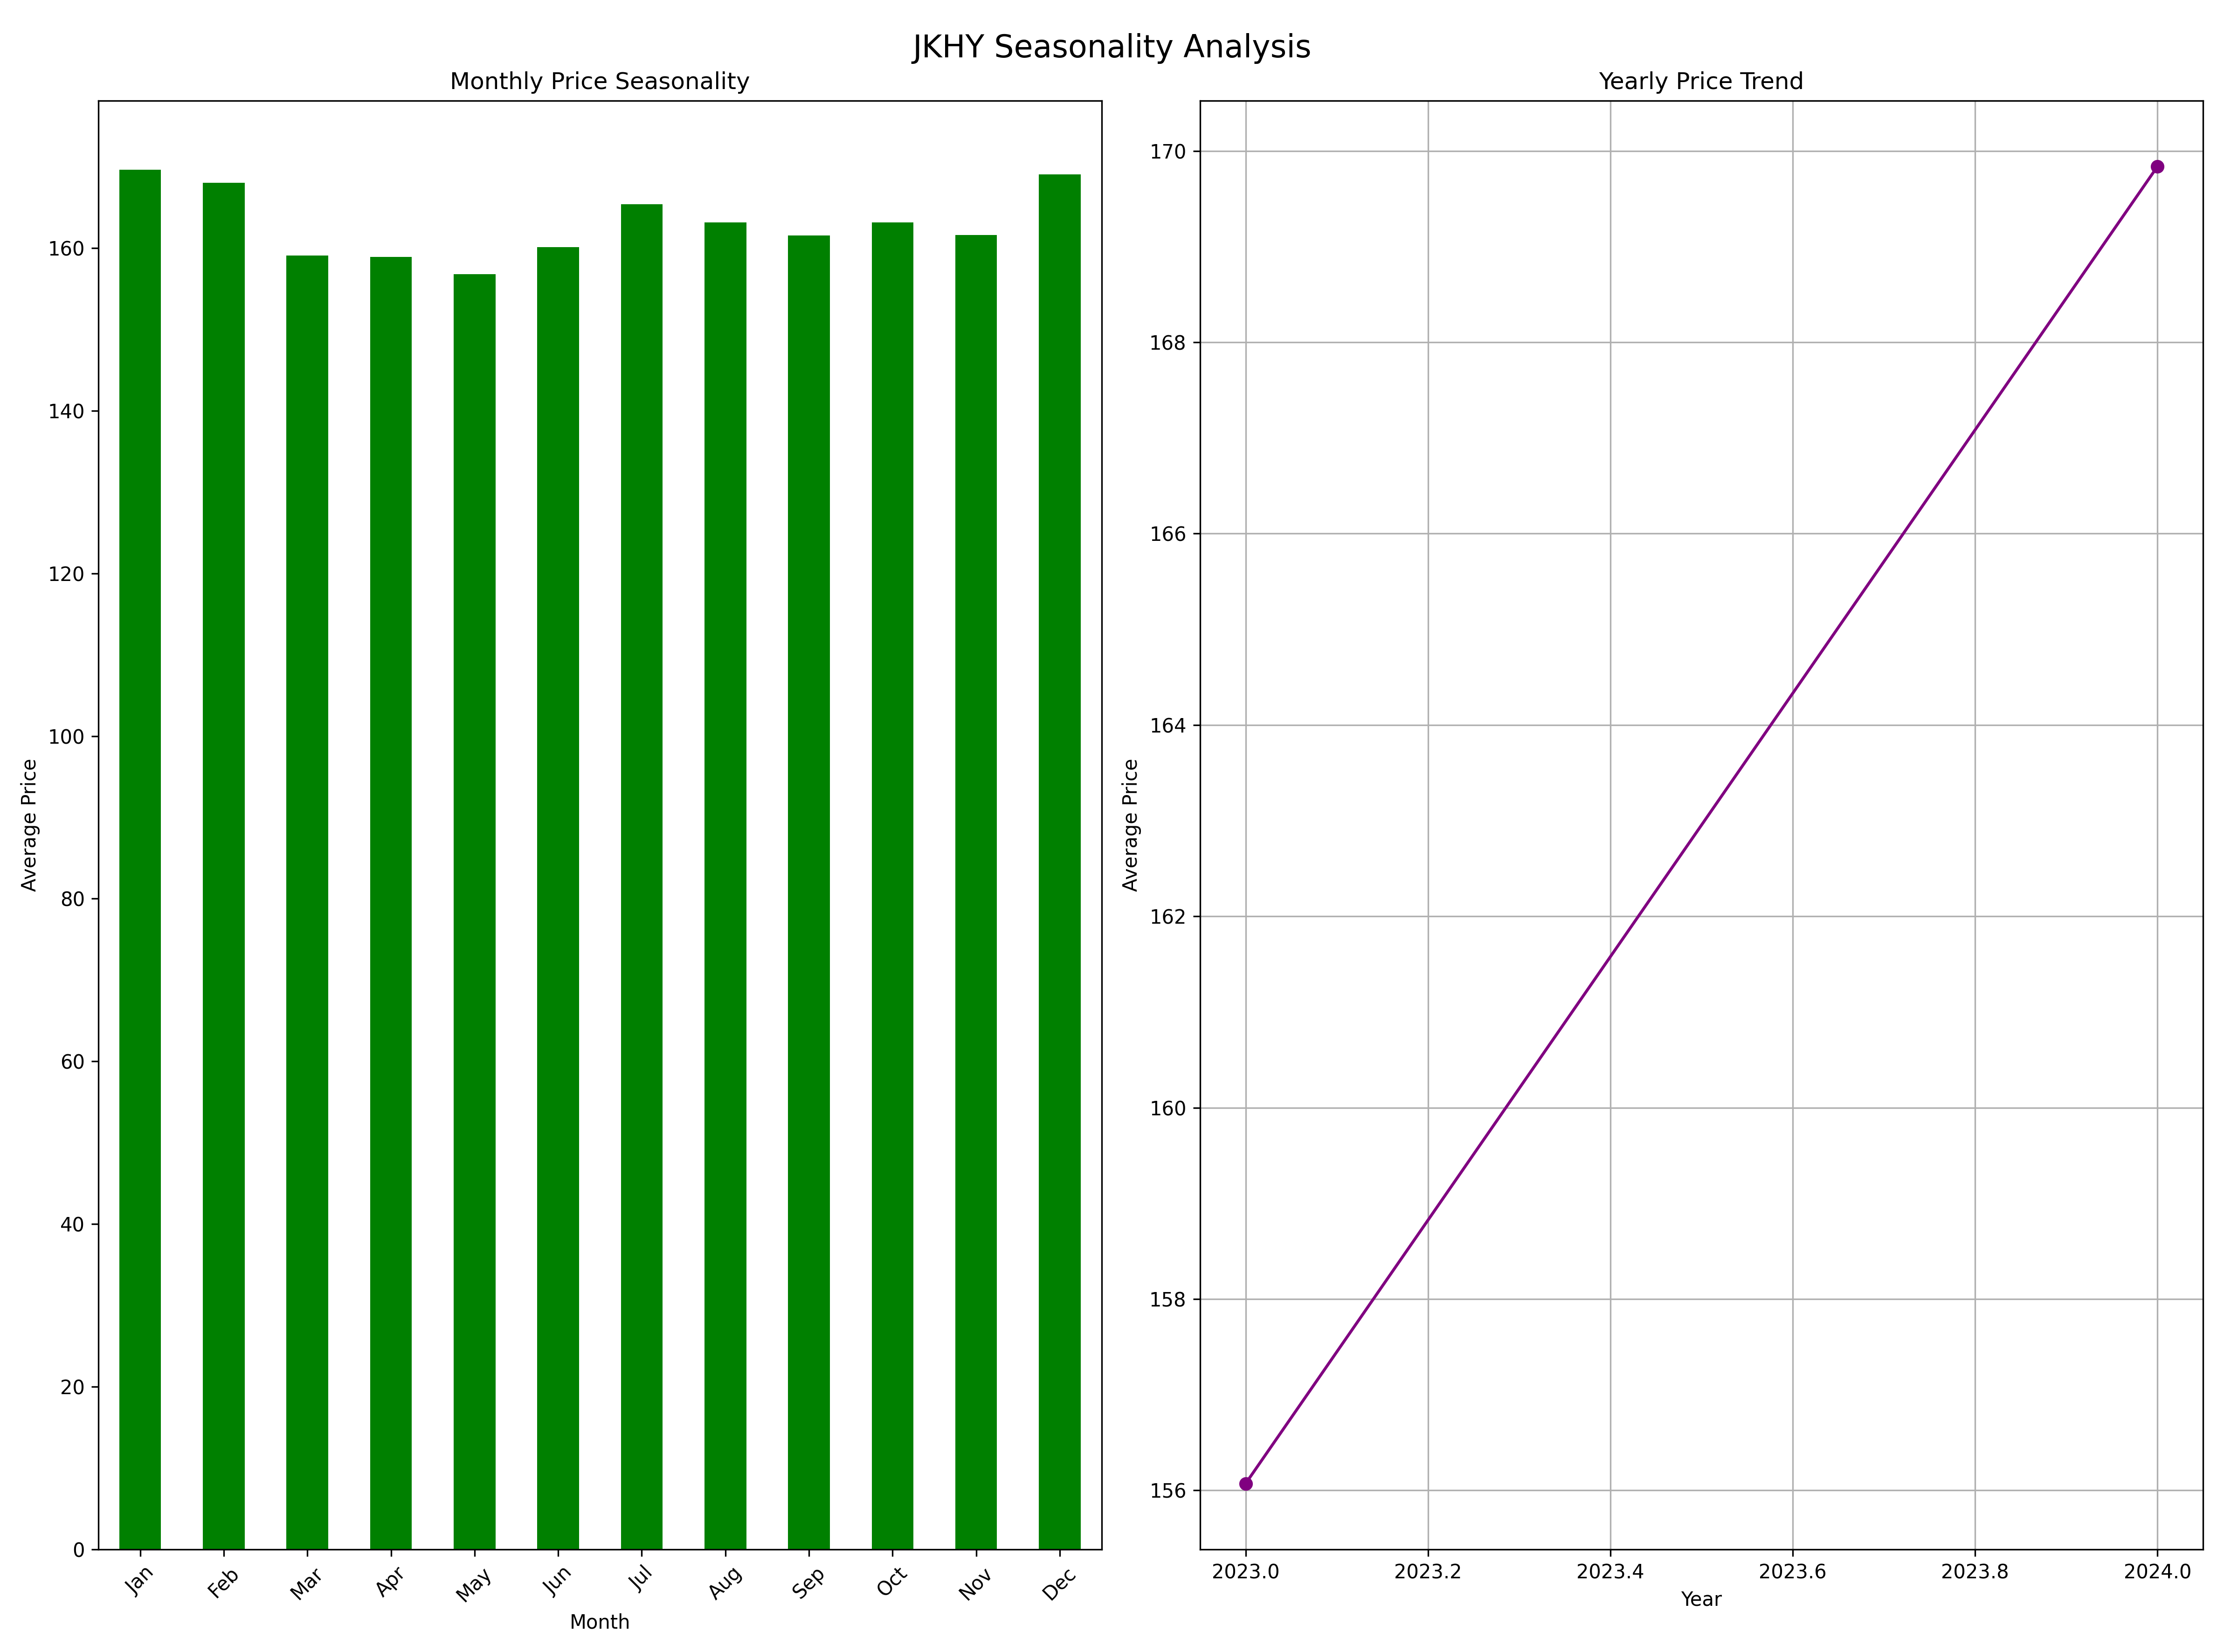 JKHY Seasonality Analysis
Monthly Price Seasonality
Average Price
160
140
120
100
80
60
40
20
0
Jan Feb Mar Apr May Jun Jul Aug Sep Oct Nov Dec
Month
Yearly Price Trend
Average Price
170
168
166
164
162
160
158
156
2023.0 2023.2 2023.4 2023.6 2023.8 2024.0
Year